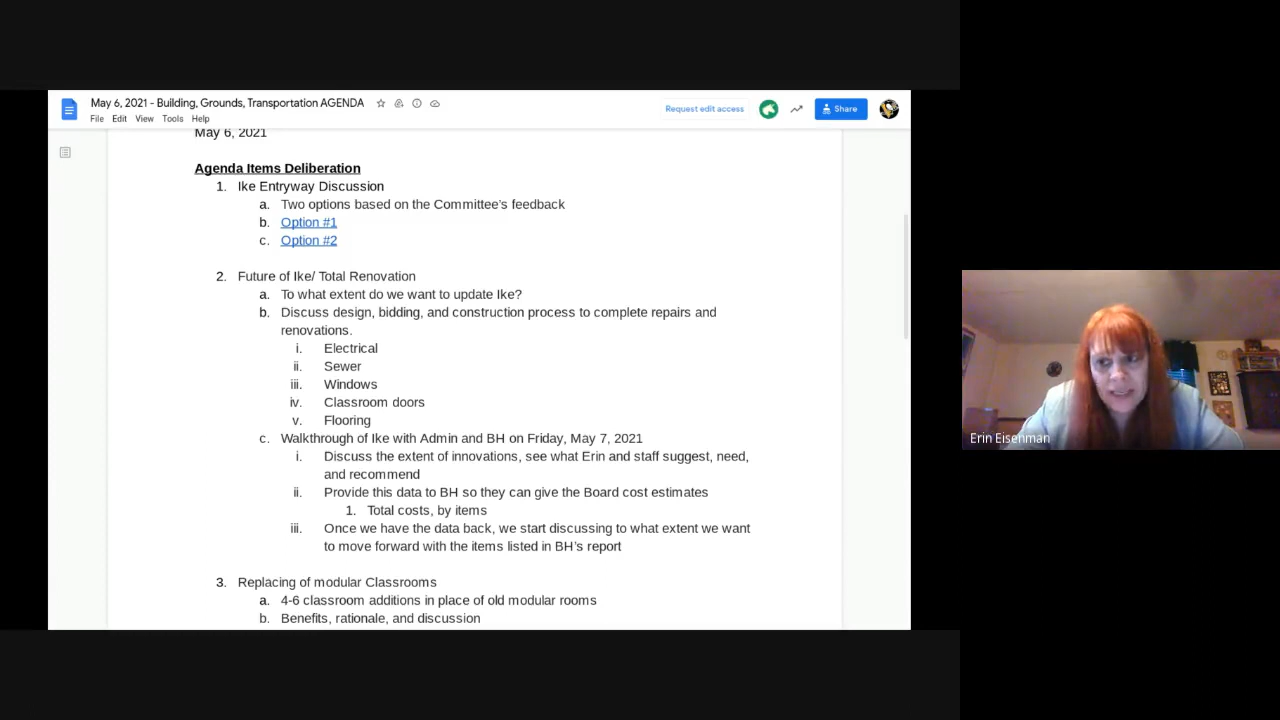 May 6, 2021 - Building, Grounds, Transportation AGENDA
File Edit View Tools Help
Request edit access
Share
May 6, 2021
Agenda Items Deliberation
1. Ike Entryway Discussion
a. Two options based on the Committee's feedback
b. Option #1
c. Option #2
2. Future of Ike/ Total Renovation
a. To what extent do we want to update Ike?
b. Discuss design, bidding, and construction process to complete repairs and
renovations.
i. Electrical
ii. Sewer
iii. Windows
iv. Classroom doors
v. Flooring
c. Walkthrough of Ike with Admin and BH on Friday, May 7, 2021
i. Discuss the extent of innovations, see what Erin and staff suggest, need,
and recommend
ii. Provide this data to BH so they can give the Board cost estimates
1. Total costs, by items
iii. Once we have the data back, we start discussing to what extent we want
to move forward with the items listed in BH's report
3. Replacing of modular Classrooms
a. 4-6 classroom additions in place of old modular rooms
b. Benefits, rationale, and discussion
Erin Eisenman